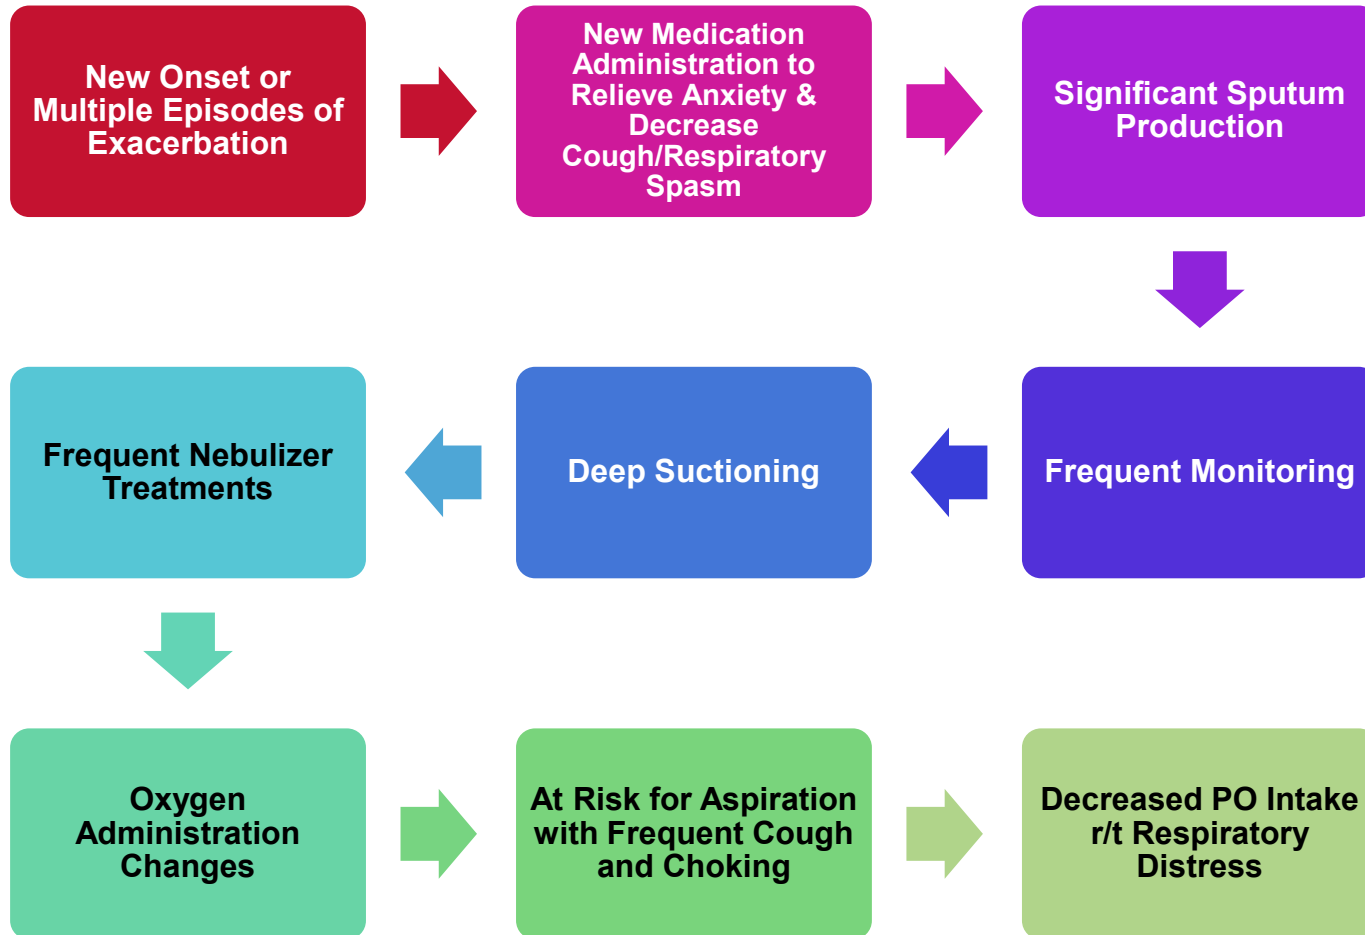 New Onset or
Multiple Episodes of
Exacerbation
New Medication
Administration to
Relieve Anxiety &
Decrease
Cough/Respiratory
Spasm
Significant Sputum
Production
Frequent Monitoring
Deep Suctioning
Frequent Nebulizer
Treatments
Oxygen
Administration
Changes
At Risk for Aspiration
with Frequent Cough
and Choking
Decreased PO Intake
r/t Respiratory
Distress